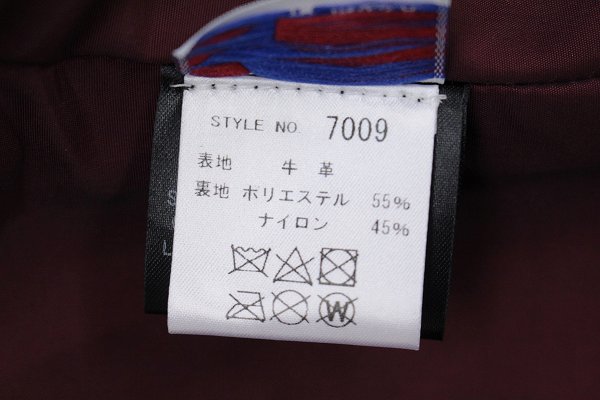 STYLE NO. 7009
表地 牛革
裏地 ポリエステル 55%
ナイロン 45%
W